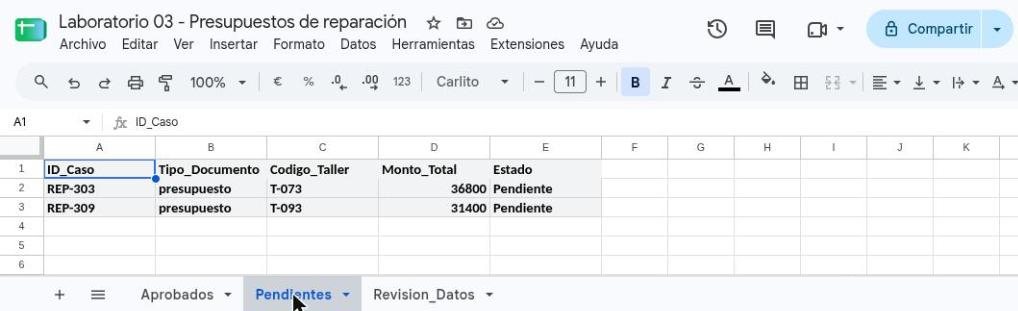 Laboratorio 03 - Presupuestos de reparación
Archivo Editar Ver Insertar Formato Datos Herramientas Extensiones Ayuda
Compartir
100% € % .0 .00 123 Carlito − 11 + B I S A A
A1 fx ID_Caso
A B C D E F G H I J K
1 ID_Caso Tipo_Documento Codigo_Taller Monto_Total Estado
2 REP-303 presupuesto T-073 36800 Pendiente
3 REP-309 presupuesto T-093 31400 Pendiente
4
5
6
+ Aprobados Pendientes Revision_Datos